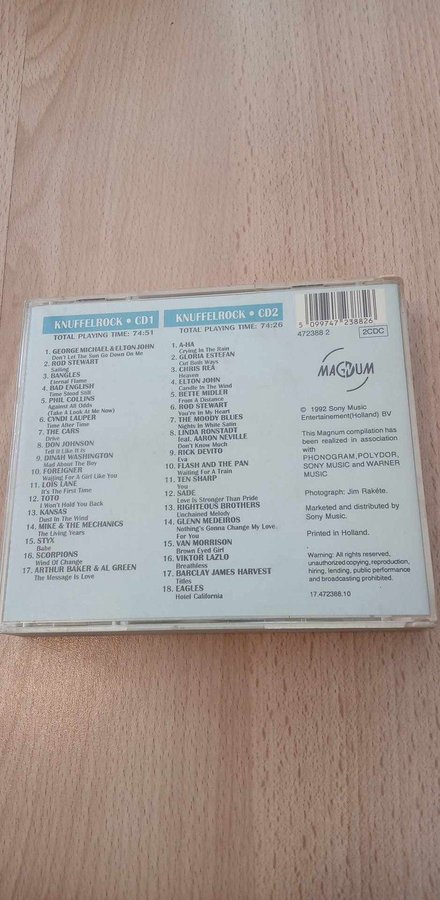 KNUFFELROCK • CD1
TOTAL PLAYING TIME: 74:51
1. GEORGE MICHAEL & ELTON JOHN
Don't Let The Sun Go Down On Me
2. ROD STEWART
Sailing
3. BANGLES
Eternal Flame
4. BAD ENGLISH
Time Stood Still
5. PHIL COLLINS
Against All Odds
(Take A Look At Me Now)
6. CYNDI LAUPER
Time After Time
7. THE CARS
Drive
8. DON JOHNSON
Tell It Like It Is
9. DINAH WASHINGTON
Mad About The Boy
10. FOREIGNER
Waiting For A Girl Like You
11. LOIS LANE
It's The First Time
12. TOTO
I Won't Hold You Back
13. KANSAS
Dust In The Wind
14. MIKE & THE MECHANICS
The Living Years
15. STYX
Babe
16. SCORPIONS
Wind Of Change
17. ARTHUR BAKER & AL GREEN
The Message Is Love
KNUFFELROCK • CD2
TOTAL PLAYING TIME: 74:26
1. A-HA
Crying In The Rain
2. GLORIA ESTEFAN
Cut Both Ways
3. CHRIS REA
Heaven
4. ELTON JOHN
Candle In The Wind
5. BETTE MIDLER
From A Distance
6. ROD STEWART
You're In My Heart
7. THE MOODY BLUES
Nights In White Satin
8. LINDA RONSTADT
feat. AARON NEVILLE
Don't Know Much
9. RICK DEVITO
Eva
10. FLASH AND THE PAN
Waiting For A Train
11. TEN SHARP
You
12. SADE
Love Is Stronger Than Pride
13. RIGHTEOUS BROTHERS
Unchained Melody
14. GLENN MEDEIROS
Nothing's Gonna Change My Love
For You
15. VAN MORRISON
Brown Eyed Girl
16. VIKTOR LAZLO
Breathless
17. BARCLAY JAMES HARVEST
Titles
18. EAGLES
Hotel California
5 099747 238826
472388 2
2CDC
MAGNUM
© 1992 Sony Music
Entertainement (Holland) BV
This Magnum compilation has
been realized in association
with
PHONOGRAM, POLYDOR,
SONY MUSIC and WARNER
MUSIC
Photograph: Jim Rakête.
Marketed and distributed by
Sony Music.
Printed in Holland.
Warning: All rights reserved,
unauthorized copying, reproduction,
hiring, lending, public performance
and broadcasting prohibited.
17.472388.10